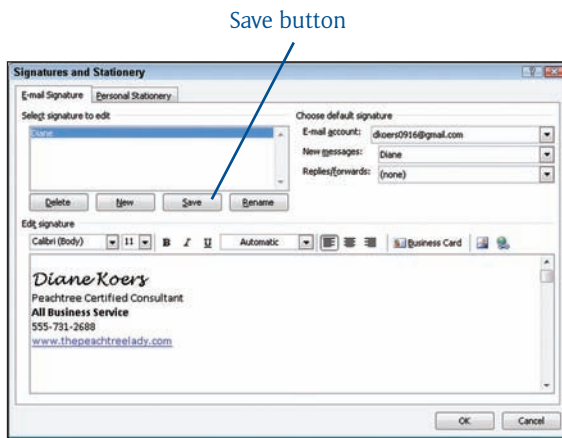 Save button
Signatures and Stationery
E-mail Signature Personal Stationery
Select signature to edit
Choose default signature
Diane
E-mail account: dkoers0916@gmail.com
New messages: Diane
Replies/forwards: (none)
Delete New Save Rename
Edit signature
Calibri (Body) 11 B I U Automatic Business Card
Diane Koers
Peachtree Certified Consultant
All Business Service
555-731-2688
www.thepeachtreelady.com
OK Cancel